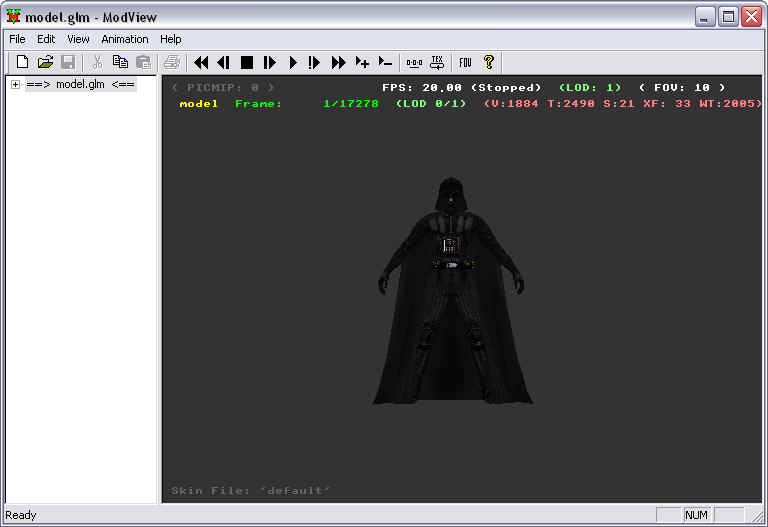 model.glm - ModView
File Edit View Animation Help
TEX FOV ?
==> model.glm <==
( PICMIP: 0 ) FPS: 20.00 (Stopped) (LOD: 1) ( FOV: 10 )
model Frame: 1/17278 (LOD 0/1) (V:1884 T:2490 S:21 XF: 33 WT:2005)
Skin File: 'default'
Ready NUM